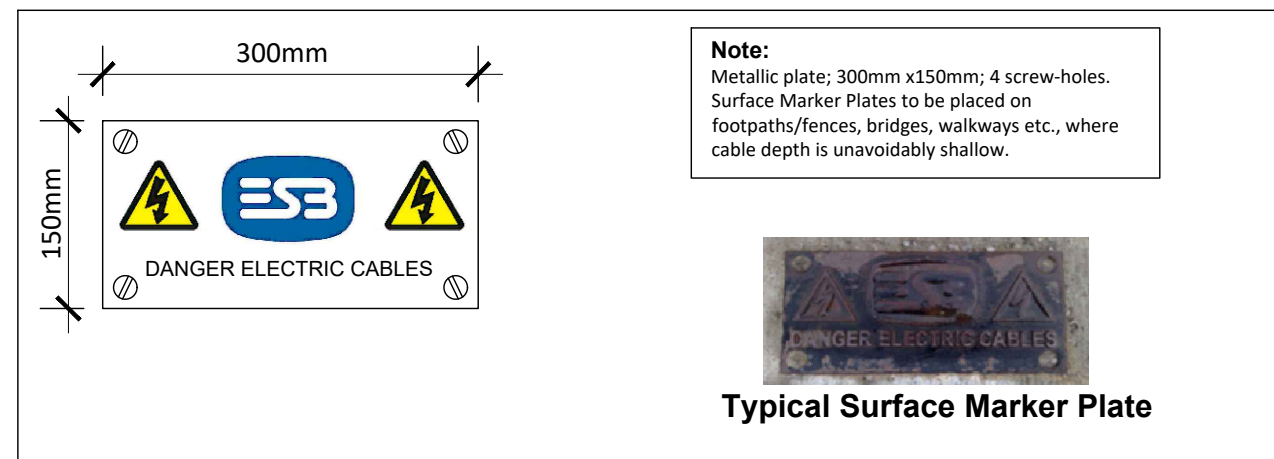 300mm
150mm
ESB
DANGER ELECTRIC CABLES
Note:
Metallic plate; 300mm x150mm; 4 screw-holes.
Surface Marker Plates to be placed on
footpaths/fences, bridges, walkways etc., where
cable depth is unavoidably shallow.
ESB
DANGER ELECTRIC CABLES
Typical Surface Marker Plate